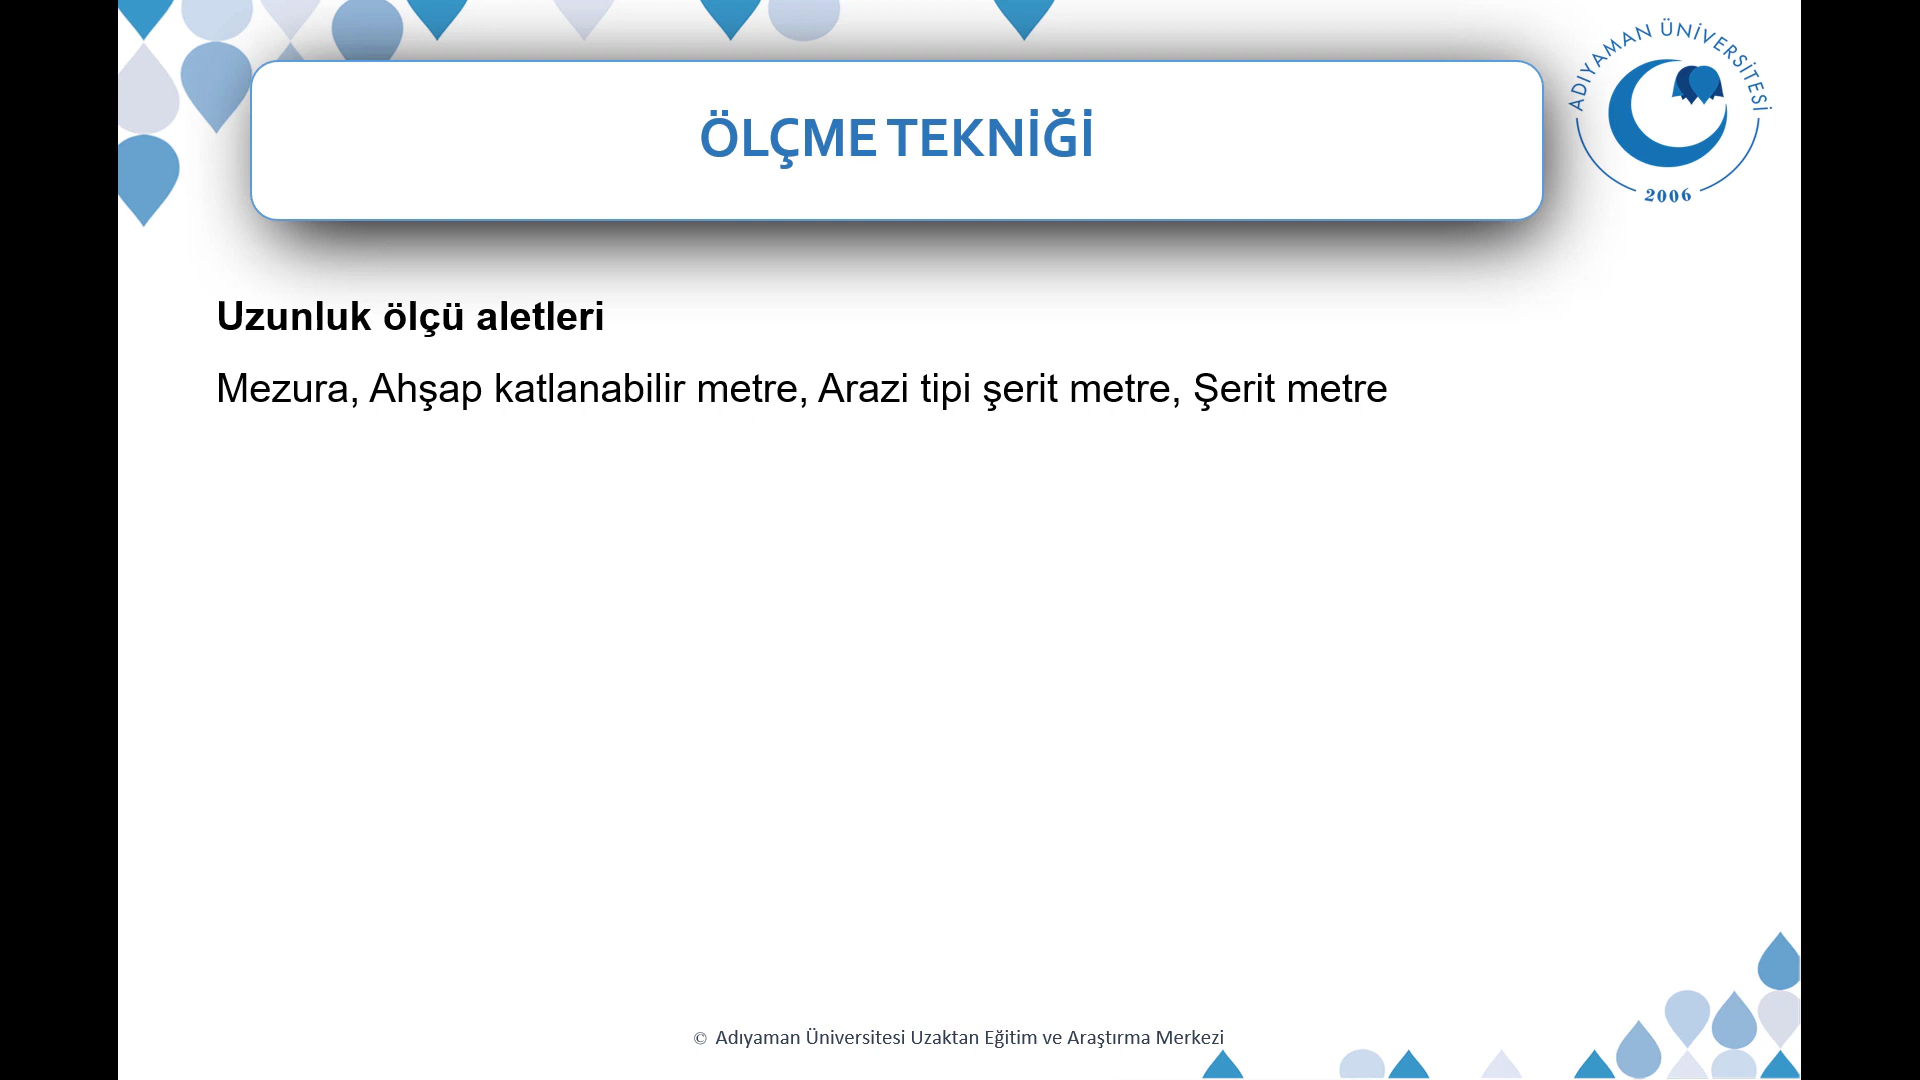 ÖLÇME TEKNİĞİ
ADIYAMAN ÜNİVERSİTESİ
2006
Uzunluk ölçü aletleri
Mezura, Ahşap katlanabilir metre, Arazi tipi şerit metre, Şerit metre
© Adıyaman Üniversitesi Uzaktan Eğitim ve Araştırma Merkezi